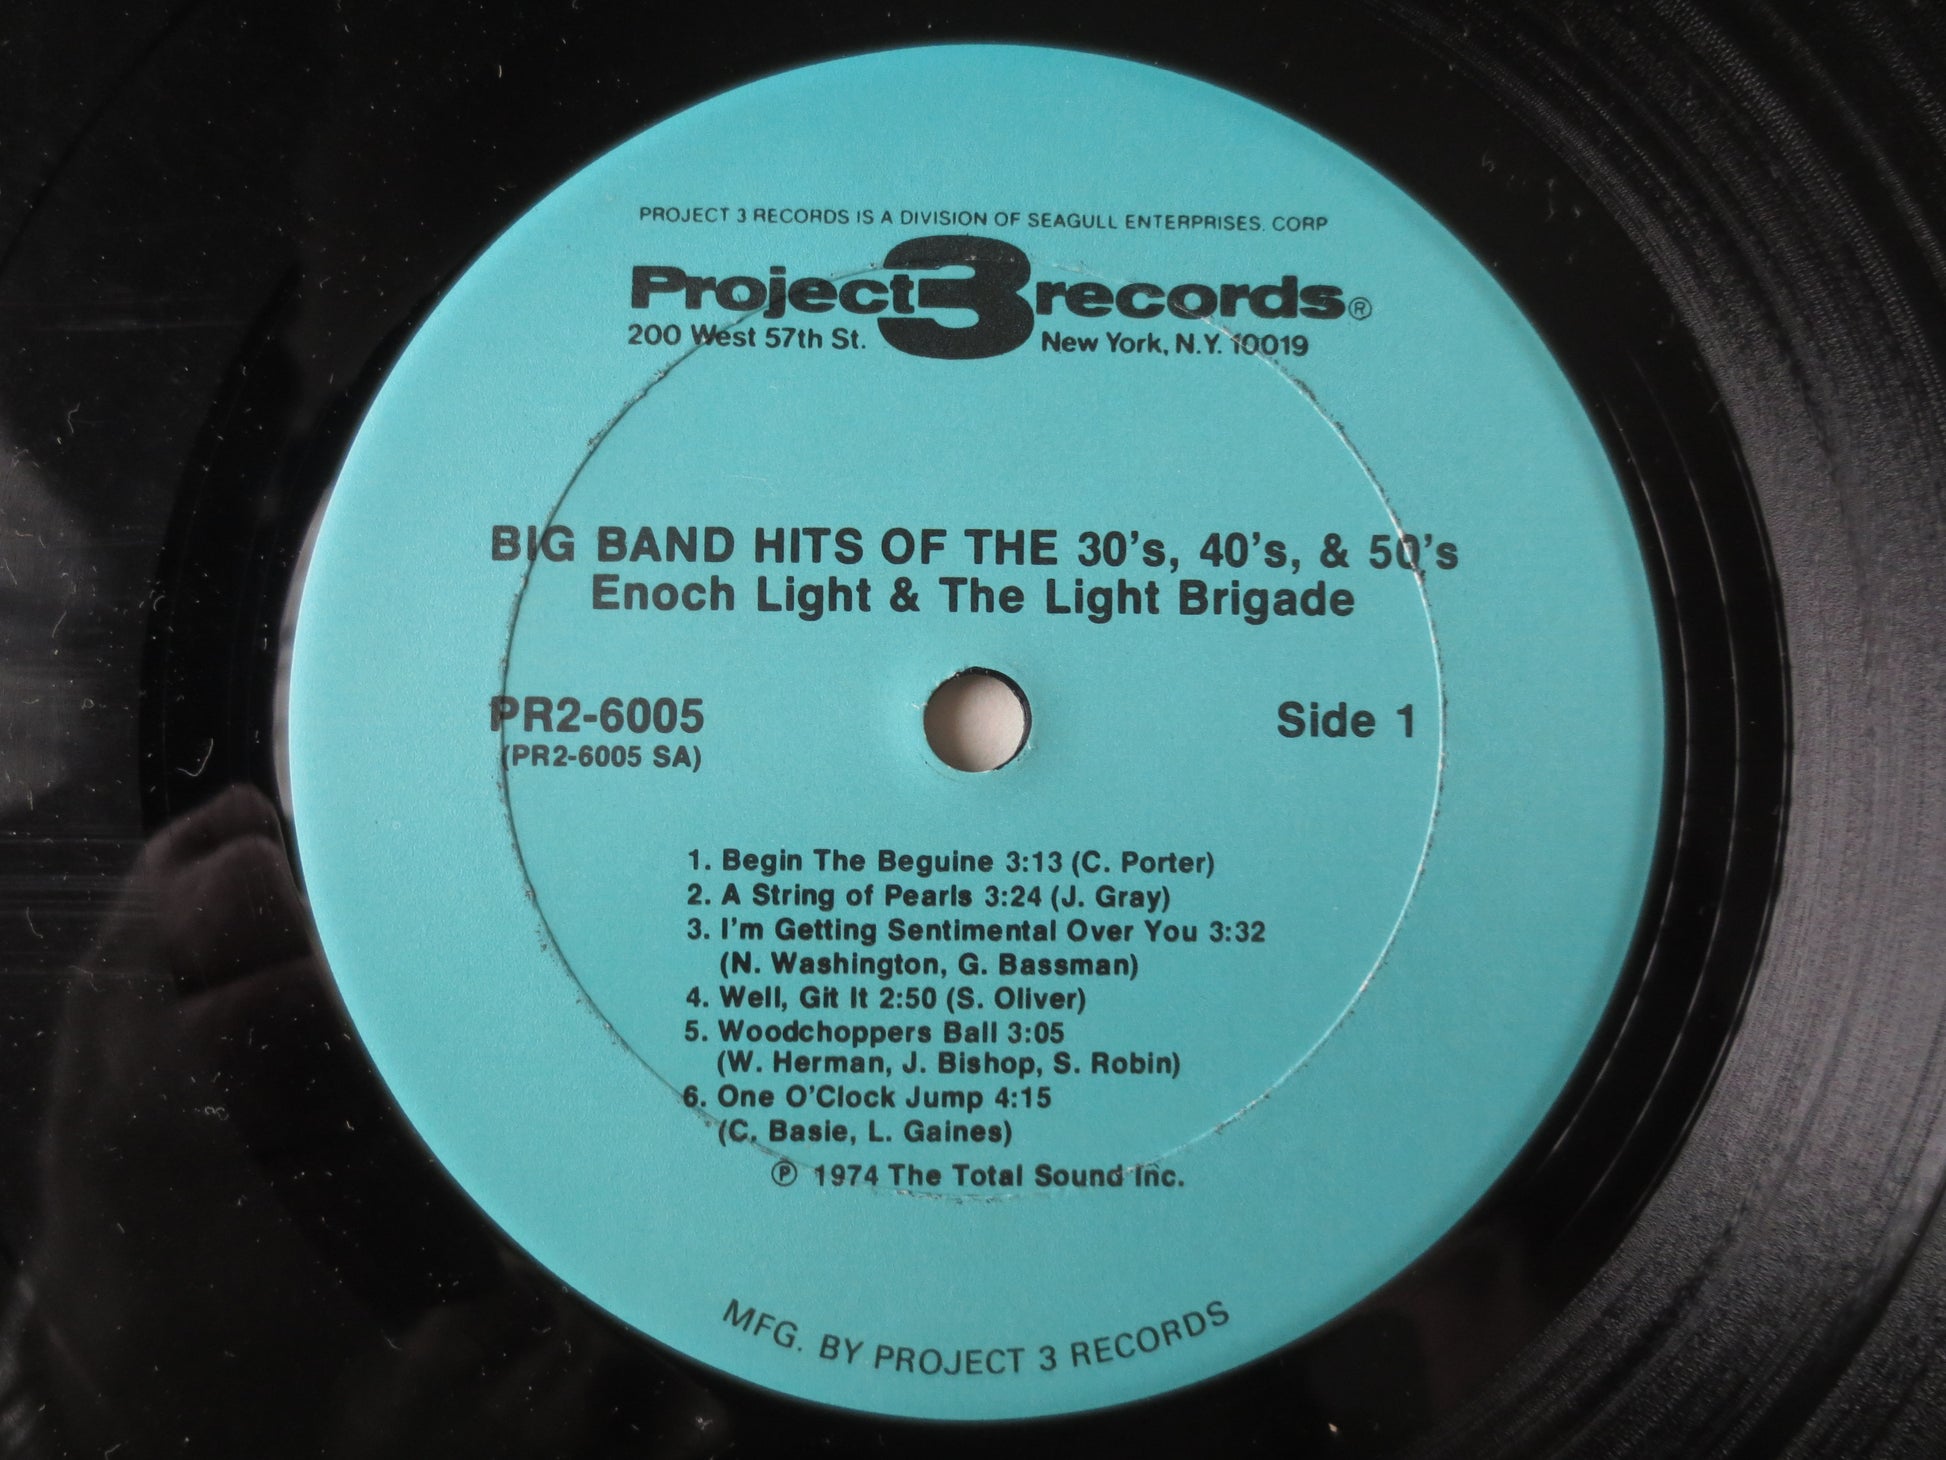 PROJECT 3 RECORDS IS A DIVISION OF SEAGULL ENTERPRISES. CORP
Project 3 records®
200 West 57th St. New York, N.Y. 10019
BIG BAND HITS OF THE 30's, 40's, & 50's
Enoch Light & The Light Brigade
PR2-6005 Side 1
(PR2-6005 SA)
1. Begin The Beguine 3:13 (C. Porter)
2. A String of Pearls 3:24 (J. Gray)
3. I'm Getting Sentimental Over You 3:32
(N. Washington, G. Bassman)
4. Well, Git It 2:50 (S. Oliver)
5. Woodchoppers Ball 3:05
(W. Herman, J. Bishop, S. Robin)
6. One O'Clock Jump 4:15
(C. Basie, L. Gaines)
℗ 1974 The Total Sound Inc.
MFG. BY PROJECT 3 RECORDS